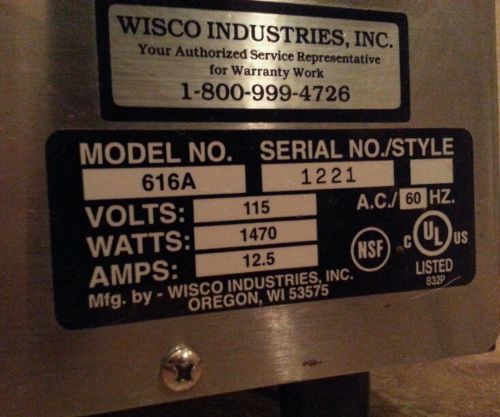 WISCO INDUSTRIES, INC.
Your Authorized Service Representative
for Warranty Work
1-800-999-4726
MODEL NO. SERIAL NO./STYLE
616A 1221
VOLTS: 115 A.C./ 60 HZ.
WATTS: 1470
AMPS: 12.5
NSF
C UL US
LISTED
832P
Mfg. by - WISCO INDUSTRIES, INC.
OREGON, WI 53575